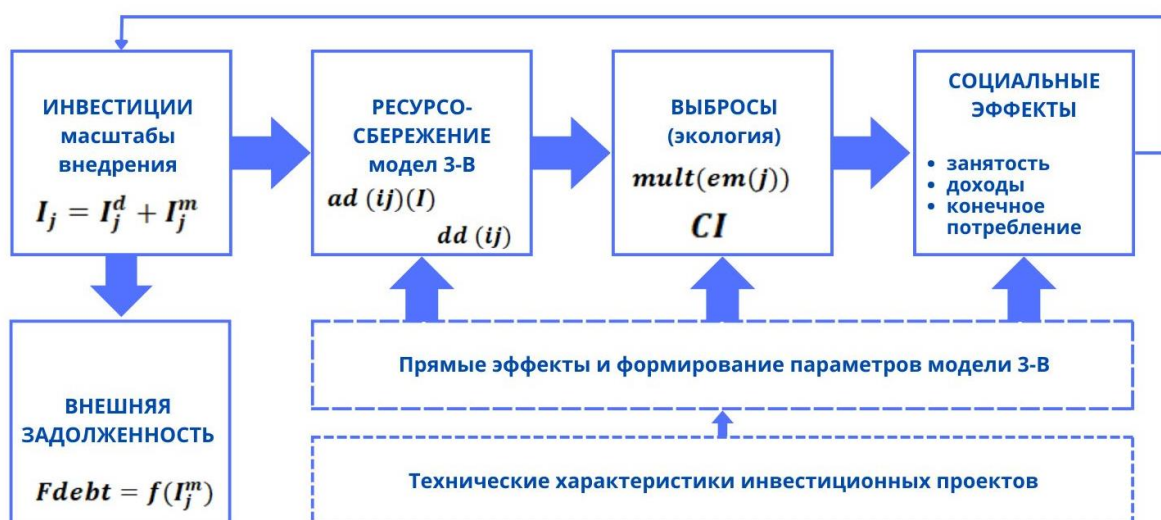 ИНВЕСТИЦИИ
масштабы
внедрения
I_j = I_j^d + I_j^m
РЕСУРСО-
СБЕРЕЖЕНИЕ
модел 3-В
ad (ij)(I)
dd (ij)
ВЫБРОСЫ
(экология)
mult(em(j))
CI
СОЦИАЛЬНЫЕ
ЭФФЕКТЫ
• занятость
• доходы
• конечное
потребление
ВНЕШНЯЯ
ЗАДОЛЖЕННОСТЬ
Fdebt = f(I_j^m)
Прямые эффекты и формирование параметров модели 3-В
Технические характеристики инвестиционных проектов